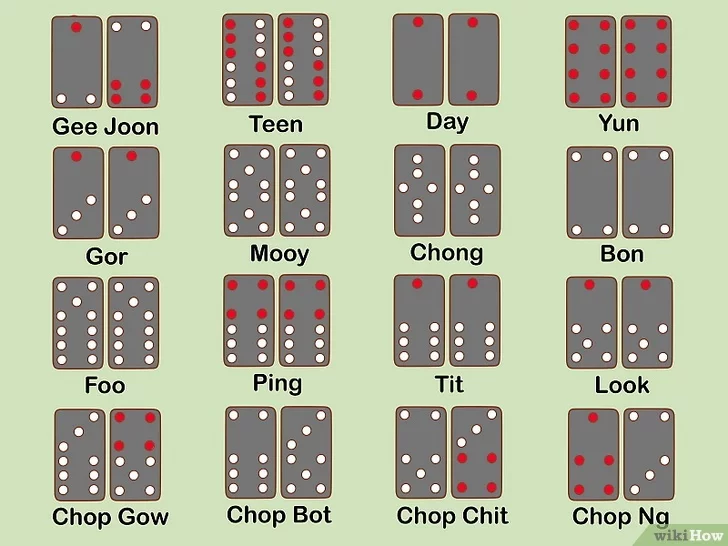 Gee Joon
Teen
Day
Yun
Gor
Mooy
Chong
Bon
Foo
Ping
Tit
Look
Chop Gow
Chop Bot
Chop Chit
Chop Ng
wikiHow